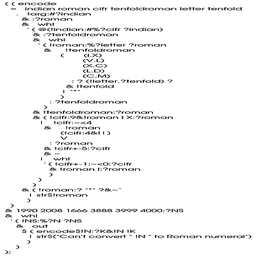 ( ( encode
= indian roman cifr tenfoldroman letter tenfold
. !arg:#?indian
& :?roman
& whl
' ( @(!indian:#%?cifr ?indian)
& :?tenfoldroman
& whl
' ( !roman:%?letter ?roman
& !tenfoldroman
( (I.X)
(V.L)
(X.C)
(L.D)
(C.M)
: ? (!letter.?tenfold) ?
& !tenfold
| "*"
)
: ?tenfoldroman
)
& !tenfoldroman:?roman
& ( !cifr:9&!roman I X:?roman
| !cifr:~<4
& !roman
(!cifr:4&I | )
V
: ?roman
& !cifr+-5:?cifr
& ~
| whl
' ( !cifr+-1:~<0:?cifr
& !roman I:?roman
)
)
)
& ( !roman:? "*" ?&~`
| str$!roman
)
)
& 1990 2008 1666 3888 3999 4000:?NS
& whl
' ( !NS:%?N ?NS
& out
$ ( encode$!N:?K&!N !K
| str$("Can't convert " !N " to Roman numeral")
)
)
);